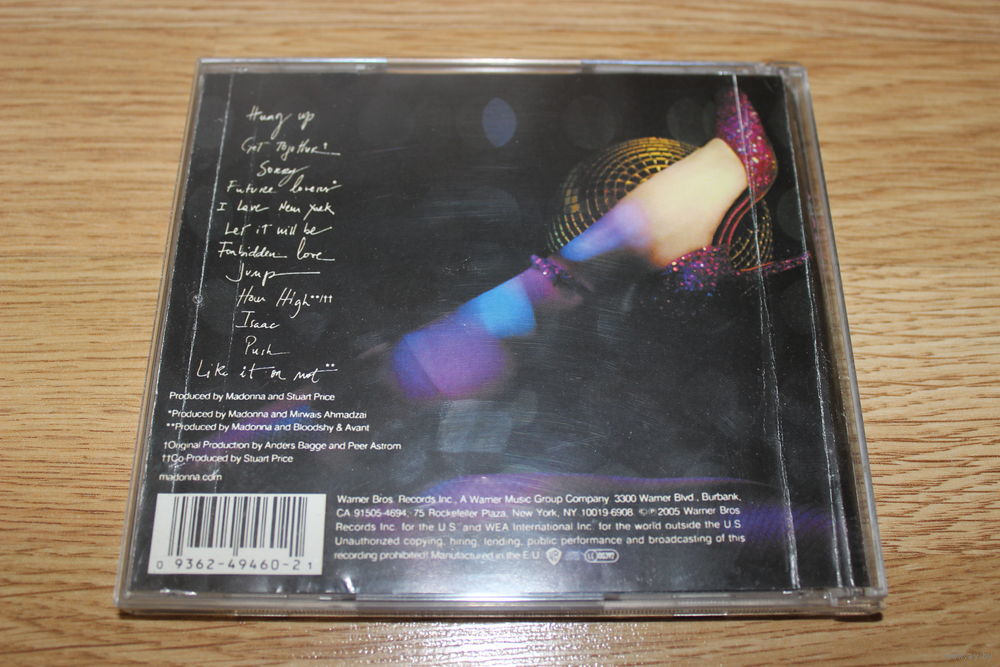 Hung up
Get Together†
Sorry
Future lovers*
I Love New York
Let it will be
Forbidden love
Jump
How High**/††
Isaac
Push
Like it or not**
Produced by Madonna and Stuart Price
*Produced by Madonna and Mirwais Ahmadzai
**Produced by Madonna and Bloodshy & Avant
†Original Production by Anders Bagge and Peer Astrom
††Co-Produced by Stuart Price
madonna.com
Warner Bros. Records Inc., A Warner Music Group Company. 3300 Warner Blvd., Burbank,
CA 91505-4694, 75 Rockefeller Plaza, New York, NY 10019-6908. ©℗2005 Warner Bros
Records Inc. for the U.S. and WEA International Inc. for the world outside the U.S.
Unauthorized copying, hiring, lending, public performance and broadcasting of this
recording prohibited! Manufactured in the E.U.
0 9362-49460-2 1